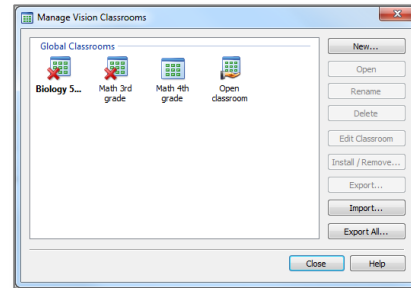 Manage Vision Classrooms
Global Classrooms
Biology 5...
Math 3rd
grade
Math 4th
grade
Open
classroom
New...
Open
Rename
Delete
Edit Classroom
Install / Remove...
Export...
Import...
Export All...
Close
Help